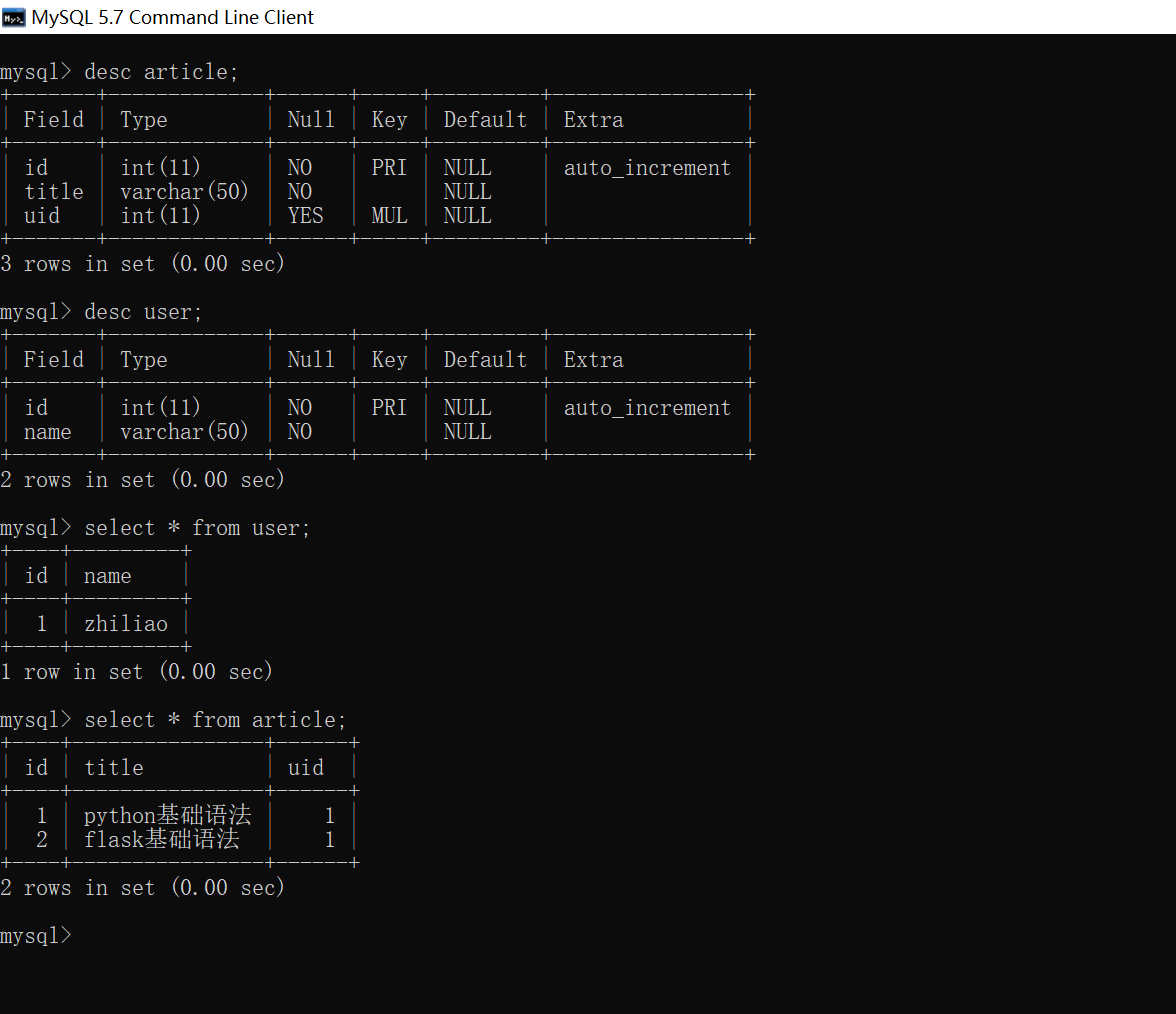 MySQL 5.7 Command Line Client
mysql> desc article;
+-------+-------------+------+-----+---------+----------------+
| Field | Type        | Null | Key | Default | Extra          |
+-------+-------------+------+-----+---------+----------------+
| id    | int(11)     | NO   | PRI | NULL    | auto_increment |
| title | varchar(50) | NO   |     | NULL    |                |
| uid   | int(11)     | YES  | MUL | NULL    |                |
+-------+-------------+------+-----+---------+----------------+
3 rows in set (0.00 sec)
mysql> desc user;
+-------+-------------+------+-----+---------+----------------+
| Field | Type        | Null | Key | Default | Extra          |
+-------+-------------+------+-----+---------+----------------+
| id    | int(11)     | NO   | PRI | NULL    | auto_increment |
| name  | varchar(50) | NO   |     | NULL    |                |
+-------+-------------+------+-----+---------+----------------+
2 rows in set (0.00 sec)
mysql> select * from user;
+----+---------+
| id | name    |
+----+---------+
|  1 | zhiliao |
+----+---------+
1 row in set (0.00 sec)
mysql> select * from article;
+----+----------------+------+
| id | title          | uid  |
+----+----------------+------+
|  1 | python基础语法 |    1 |
|  2 | flask基础语法  |    1 |
+----+----------------+------+
2 rows in set (0.00 sec)
mysql>